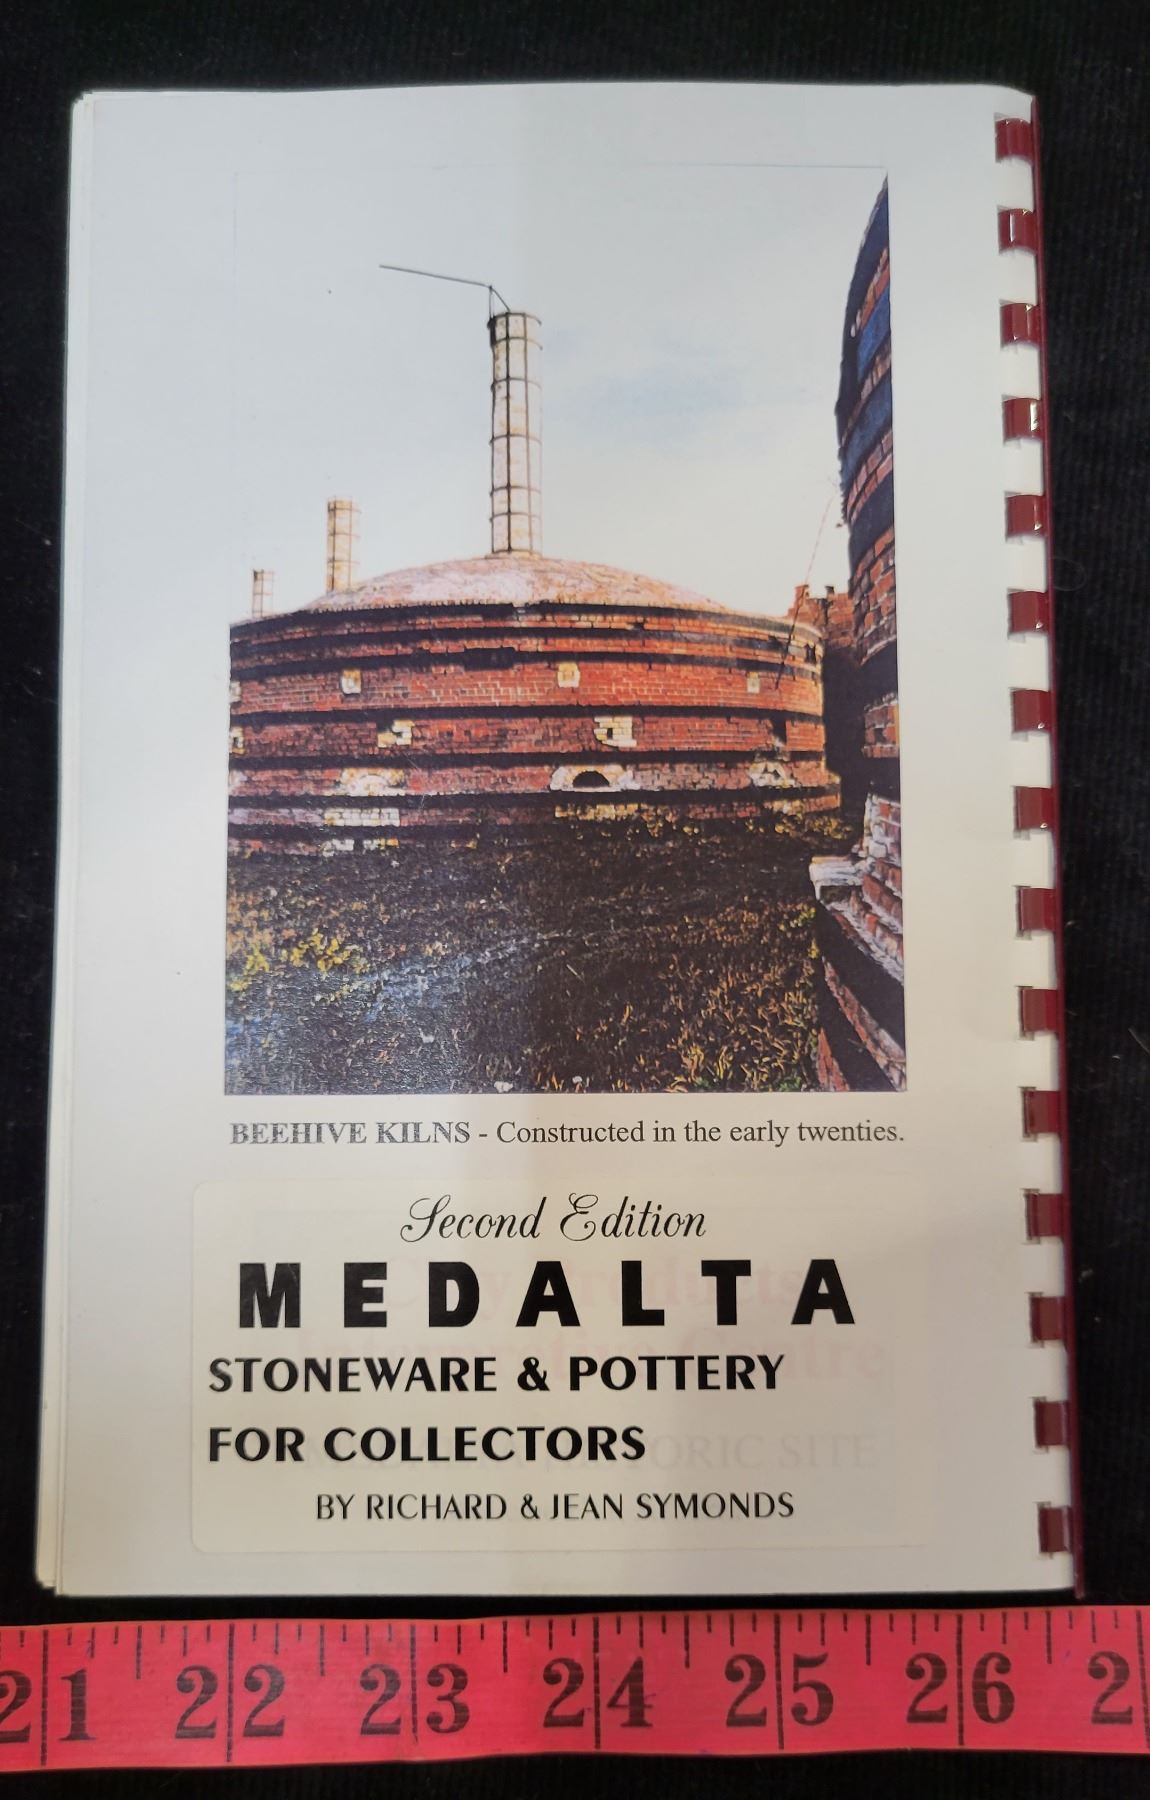 BEEHIVE KILNS - Constructed in the early twenties.
Second Edition
MEDALTA
STONEWARE & POTTERY
FOR COLLECTORS
BY RICHARD & JEAN SYMONDS
21 22 23 24 25 26 2